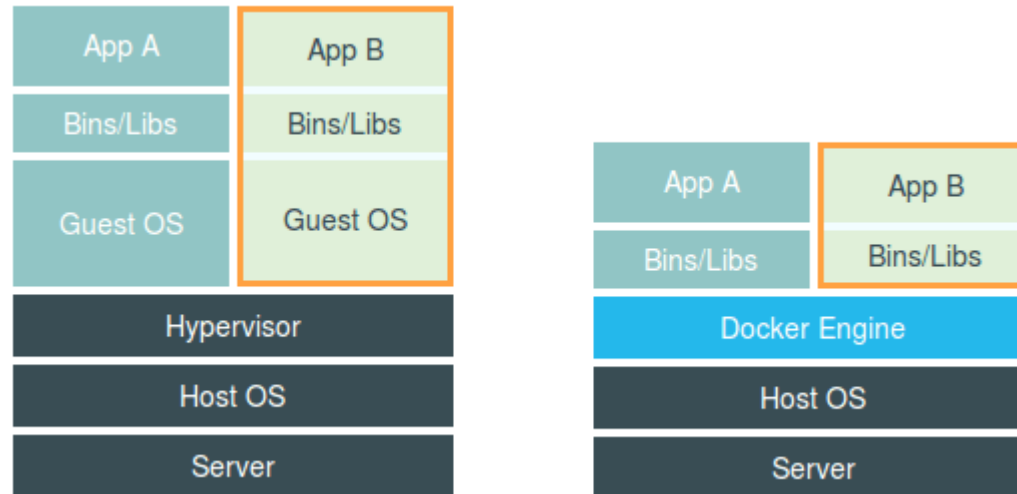 App A
App B
Bins/Libs
Bins/Libs
Guest OS
Guest OS
Hypervisor
Host OS
Server
App A
App B
Bins/Libs
Bins/Libs
Docker Engine
Host OS
Server